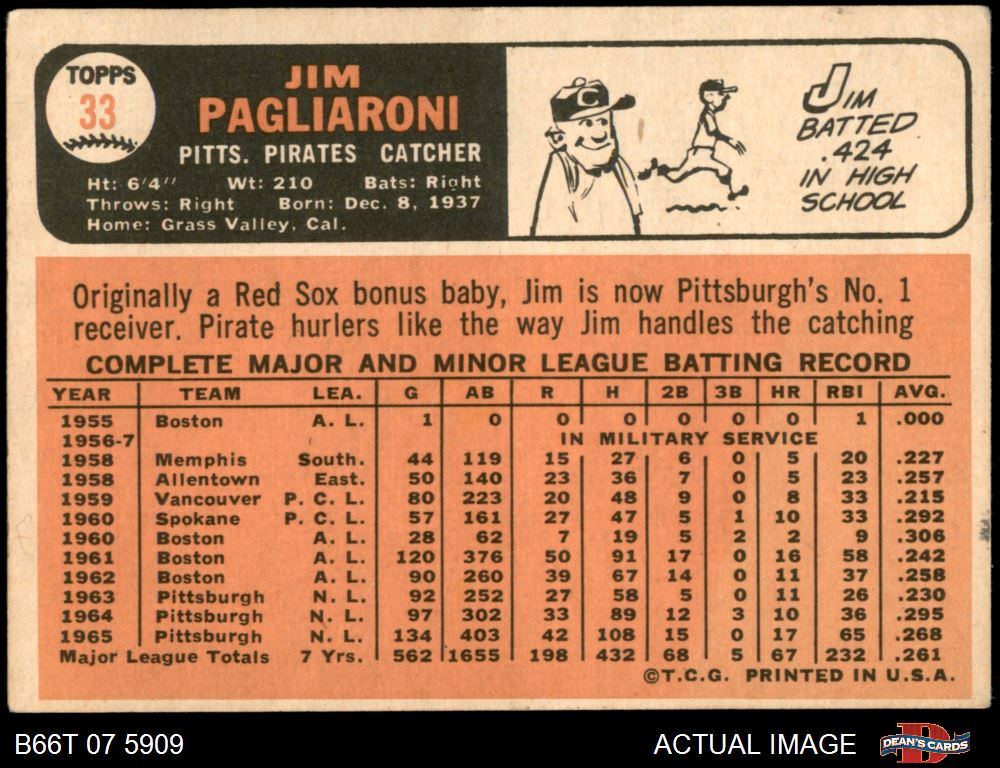 TOPPS
33
JIM
PAGLIARONI
PITTS. PIRATES CATCHER
Ht: 6'4" Wt: 210 Bats: Right
Throws: Right Born: Dec. 8, 1937
Home: Grass Valley, Cal.
C
JIM
BATTED
.424
IN HIGH
SCHOOL
Originally a Red Sox bonus baby, Jim is now Pittsburgh's No. 1
receiver. Pirate hurlers like the way Jim handles the catching
COMPLETE MAJOR AND MINOR LEAGUE BATTING RECORD
YEAR TEAM LEA. G AB R H 2B 3B HR RBI AVG.
1955 Boston A. L. 1 0 0 0 0 0 0 1 .000
1956-7 IN MILITARY SERVICE
1958 Memphis South. 44 119 15 27 6 0 5 20 .227
1958 Allentown East. 50 140 23 36 7 0 5 23 .257
1959 Vancouver P. C. L. 80 223 20 48 9 0 8 33 .215
1960 Spokane P. C. L. 57 161 27 47 5 1 10 33 .292
1960 Boston A. L. 28 62 7 19 5 2 2 9 .306
1961 Boston A. L. 120 376 50 91 17 0 16 58 .242
1962 Boston A. L. 90 260 39 67 14 0 11 37 .258
1963 Pittsburgh N. L. 92 252 27 58 5 0 11 26 .230
1964 Pittsburgh N. L. 97 302 33 89 12 3 10 36 .295
1965 Pittsburgh N. L. 134 403 42 108 15 0 17 65 .268
Major League Totals 7 Yrs. 562 1655 198 432 68 5 67 232 .261
©T.C.G. PRINTED IN U.S.A.
B66T 07 5909
ACTUAL IMAGE
D
DEAN'S CARDS